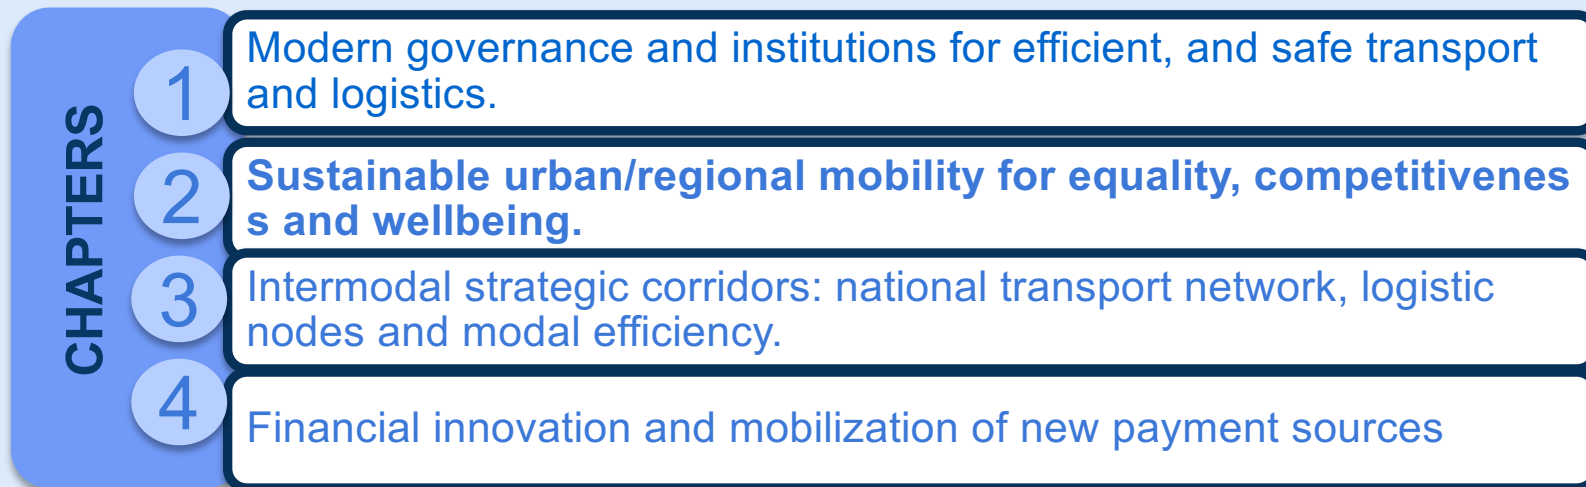 CHAPTERS
1
Modern governance and institutions for efficient, and safe transport
and logistics.
2
Sustainable urban/regional mobility for equality, competitivenes
s and wellbeing.
3
Intermodal strategic corridors: national transport network, logistic
nodes and modal efficiency.
4
Financial innovation and mobilization of new payment sources